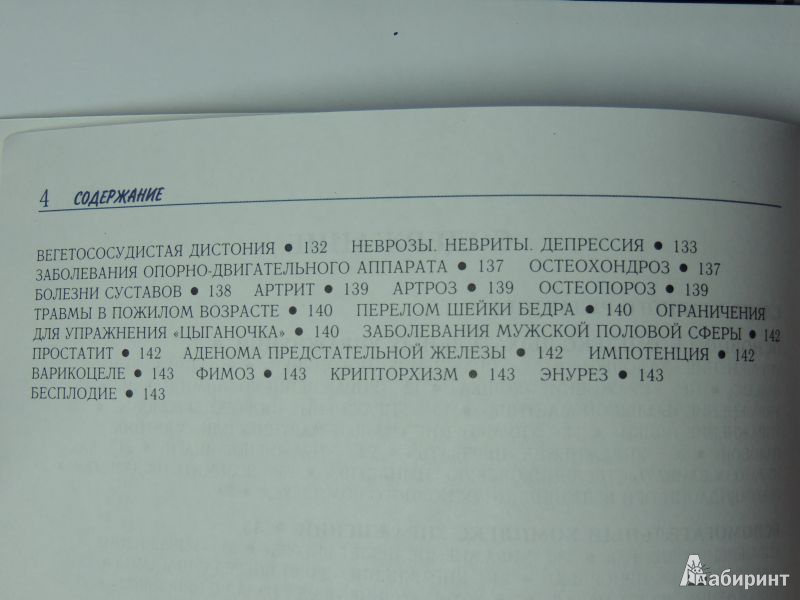 4 СОДЕРЖАНИЕ
ВЕГЕТОСОСУДИСТАЯ ДИСТОНИЯ ● 132 НЕВРОЗЫ. НЕВРИТЫ. ДЕПРЕССИЯ ● 133
ЗАБОЛЕВАНИЯ ОПОРНО-ДВИГАТЕЛЬНОГО АППАРАТА ● 137 ОСТЕОХОНДРОЗ ● 137
БОЛЕЗНИ СУСТАВОВ ● 138 АРТРИТ ● 139 АРТРОЗ ● 139 ОСТЕОПОРОЗ ● 139
ТРАВМЫ В ПОЖИЛОМ ВОЗРАСТЕ ● 140 ПЕРЕЛОМ ШЕЙКИ БЕДРА ● 140 ОГРАНИЧЕНИЯ
ДЛЯ УПРАЖНЕНИЯ «ЦЫГАНОЧКА» ● 140 ЗАБОЛЕВАНИЯ МУЖСКОЙ ПОЛОВОЙ СФЕРЫ ● 142
ПРОСТАТИТ ● 142 АДЕНОМА ПРЕДСТАТЕЛЬНОЙ ЖЕЛЕЗЫ ● 142 ИМПОТЕНЦИЯ ● 142
ВАРИКОЦЕЛЕ ● 143 ФИМОЗ ● 143 КРИПТОРХИЗМ ● 143 ЭНУРЕЗ ● 143
БЕСПЛОДИЕ ● 143
Лабиринт